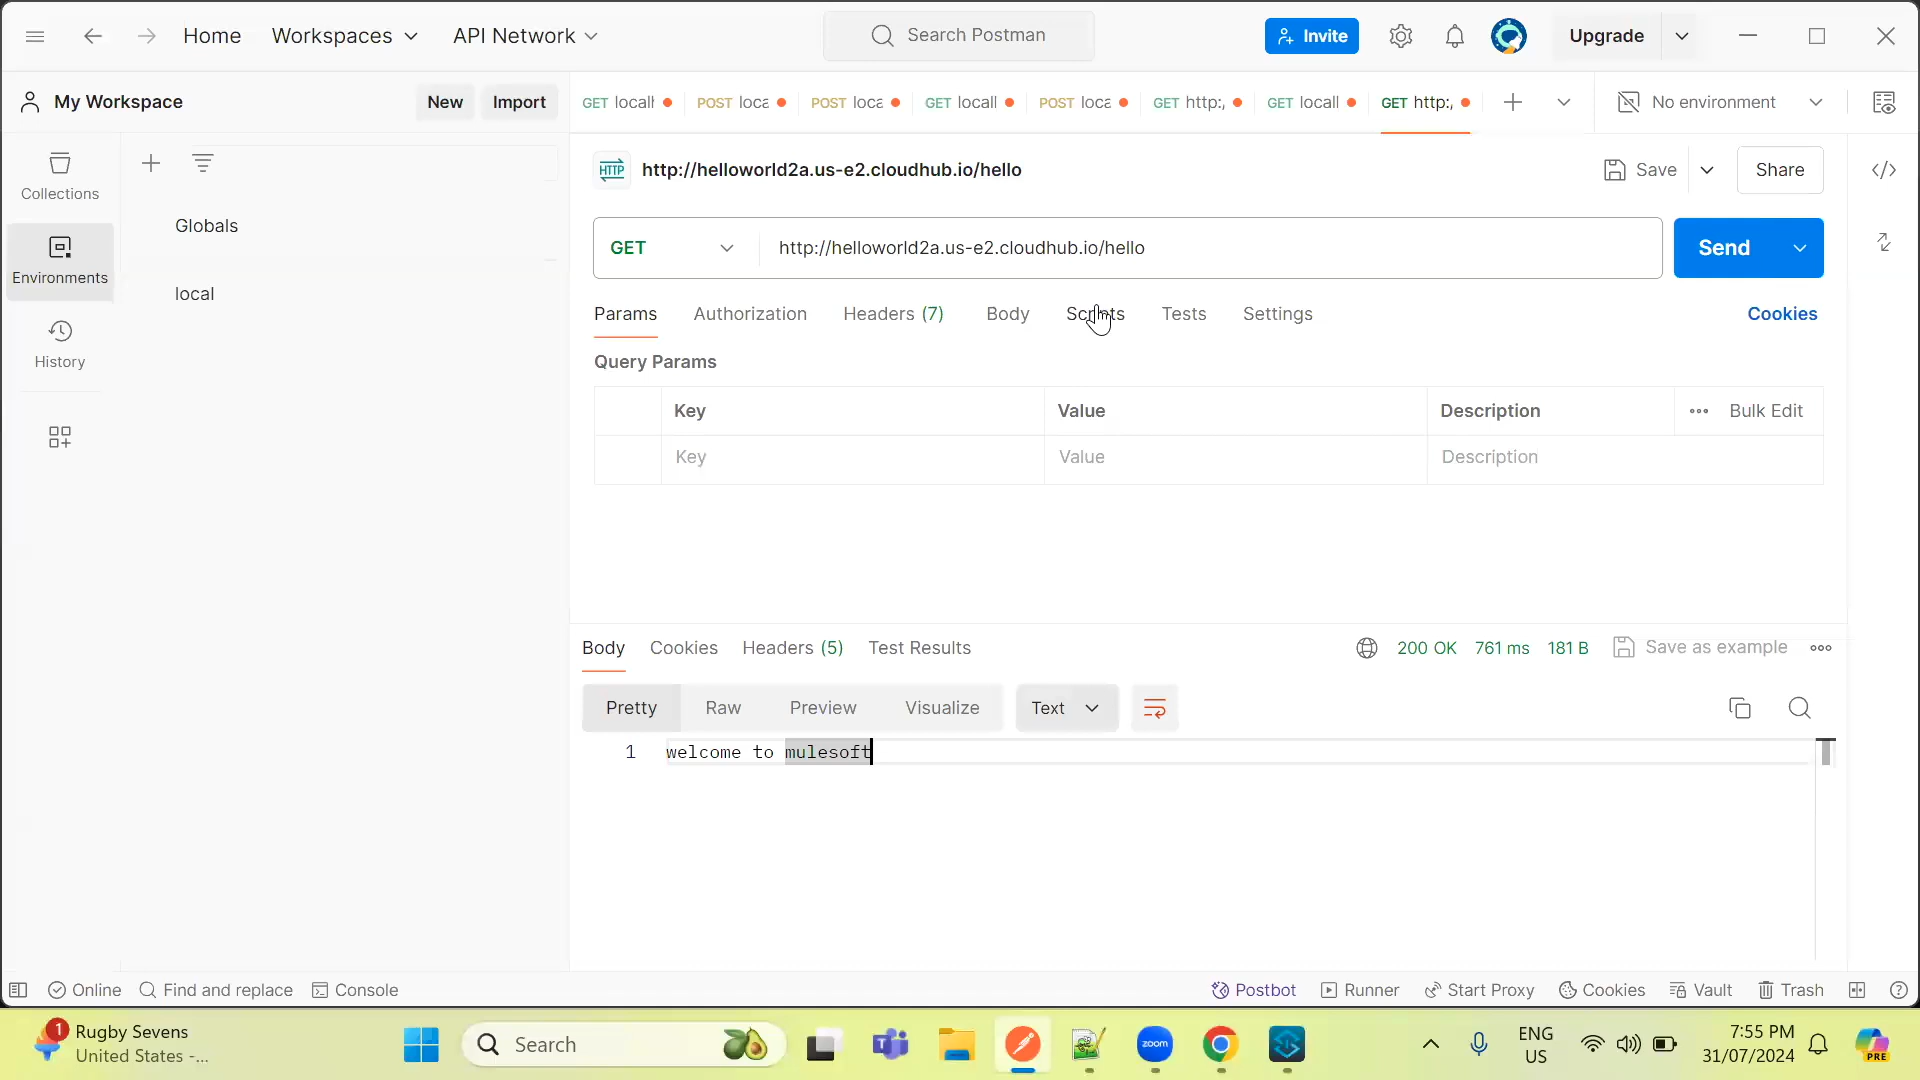 Home Workspaces API Network Search Postman Invite Upgrade
My Workspace New Import GET locall POST loca POST loca GET locall POST loca GET http:, GET locall GET http:, No environment
Collections
Environments
History
Globals
local
HTTP http://helloworld2a.us-e2.cloudhub.io/hello Save Share
GET http://helloworld2a.us-e2.cloudhub.io/hello Send
Params Authorization Headers (7) Body Scripts Tests Settings Cookies
Query Params
Key Value Description Bulk Edit
Key Value Description
Body Cookies Headers (5) Test Results 200 OK 761 ms 181 B Save as example
Pretty Raw Preview Visualize Text
1 welcome to mulesoft
Online Find and replace Console Postbot Runner Start Proxy Cookies Vault Trash
1 Rugby Sevens
United States -...
Search
zoom
ENG
US
7:55 PM
31/07/2024
PRE